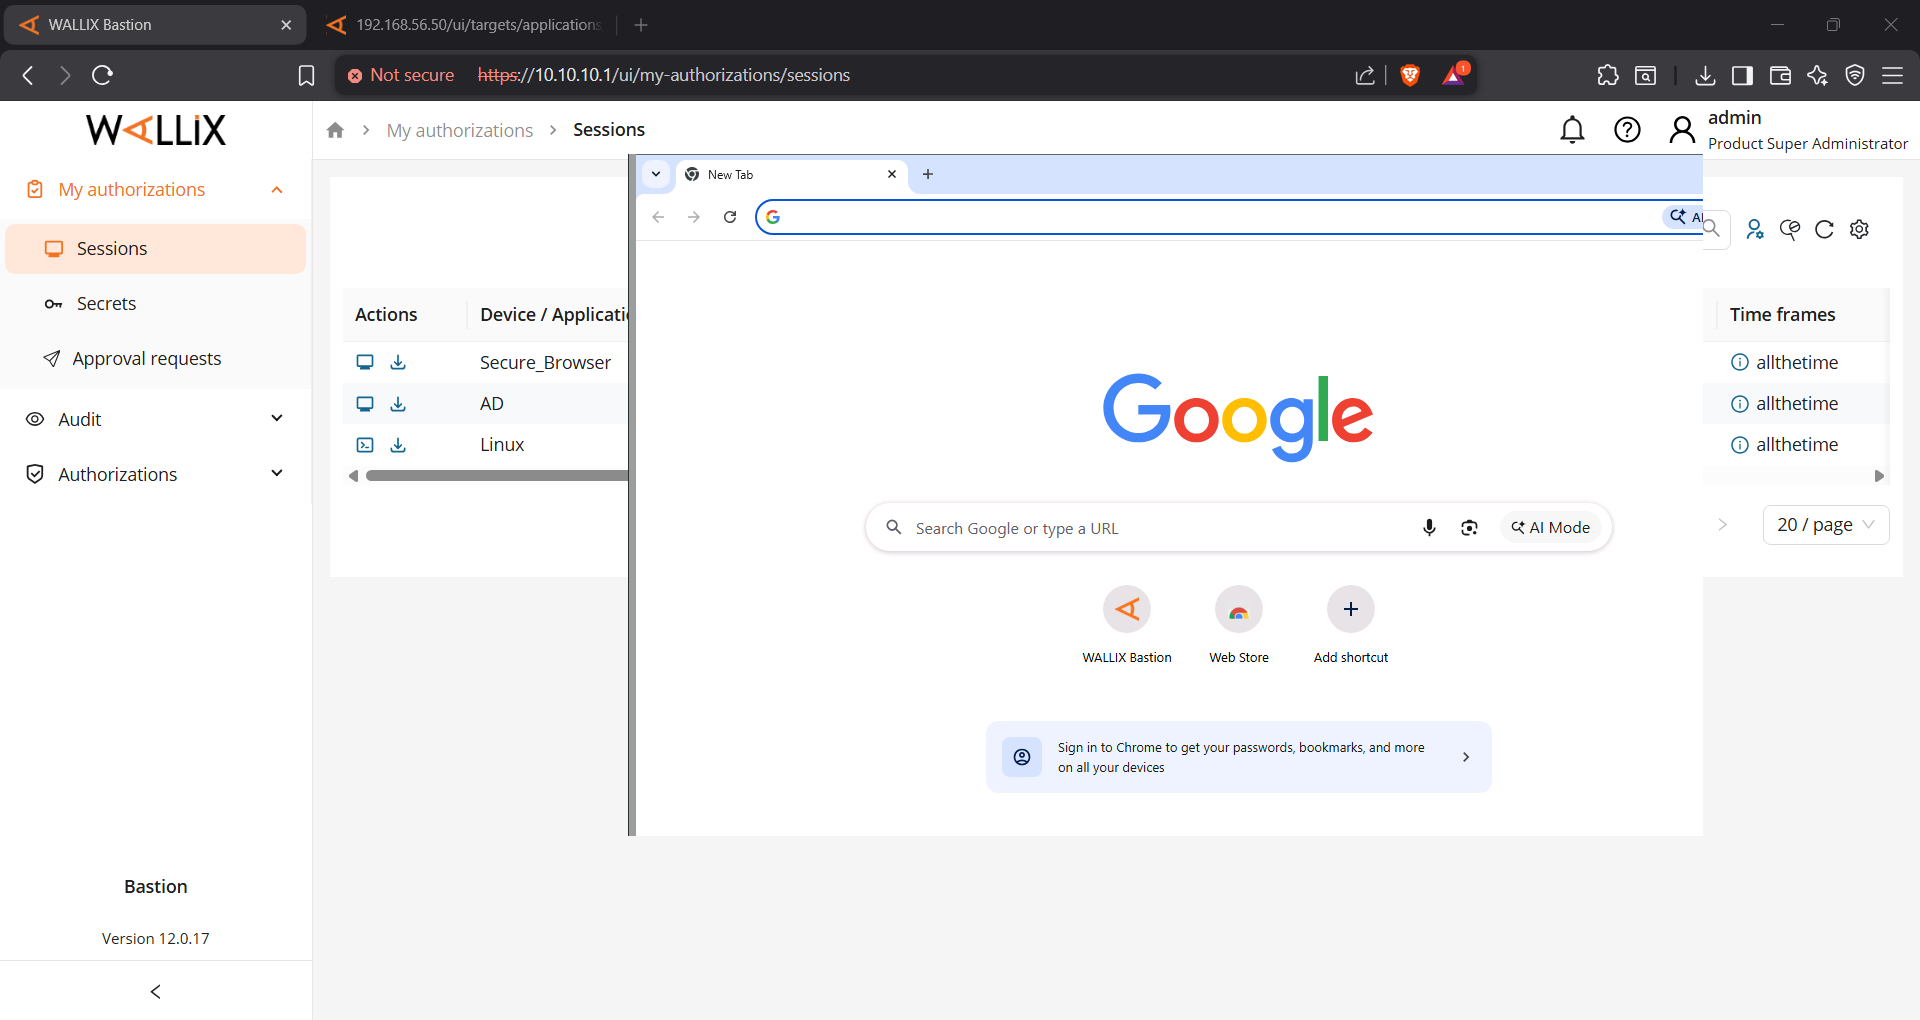 WALLIX Bastion
192.168.56.50/ui/targets/applications
Not secure https://10.10.10.1/ui/my-authorizations/sessions
1
WALLIX
My authorizations
Sessions
Secrets
Approval requests
Audit
Authorizations
Bastion
Version 12.0.17
My authorizations > Sessions
admin
Product Super Administrator
Actions Device / Applicatio
Secure_Browser
AD
Linux
New Tab
AI
Google
Search Google or type a URL
AI Mode
WALLIX Bastion Web Store Add shortcut
Sign in to Chrome to get your passwords, bookmarks, and more
on all your devices
Time frames
allthetime
allthetime
allthetime
20 / page